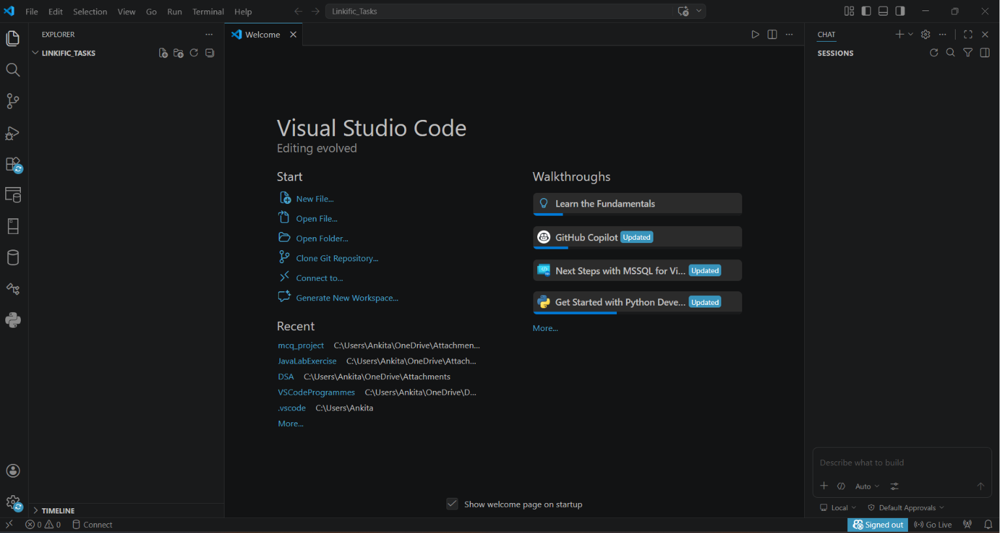 File Edit Selection View Go Run Terminal Help
Linkific_Tasks
EXPLORER
LINKIFIC_TASKS
TIMELINE
Welcome
Visual Studio Code
Editing evolved
Start
New File...
Open File...
Open Folder...
Clone Git Repository...
Connect to...
Generate New Workspace...
Recent
mcq_project C:\Users\Ankita\OneDrive\Attachmen...
JavaLabExercise C:\Users\Ankita\OneDrive\Attach...
DSA C:\Users\Ankita\OneDrive\Attachments
VSCodeProgrammes C:\Users\Ankita\OneDrive\D...
.vscode C:\Users\Ankita
More...
Walkthroughs
Learn the Fundamentals
GitHub Copilot Updated
Next Steps with MSSQL for Vi... Updated
Get Started with Python Deve... Updated
More...
Show welcome page on startup
CHAT
SESSIONS
Describe what to build
Auto
Local Default Approvals
0 0 Connect
Signed out Go Live